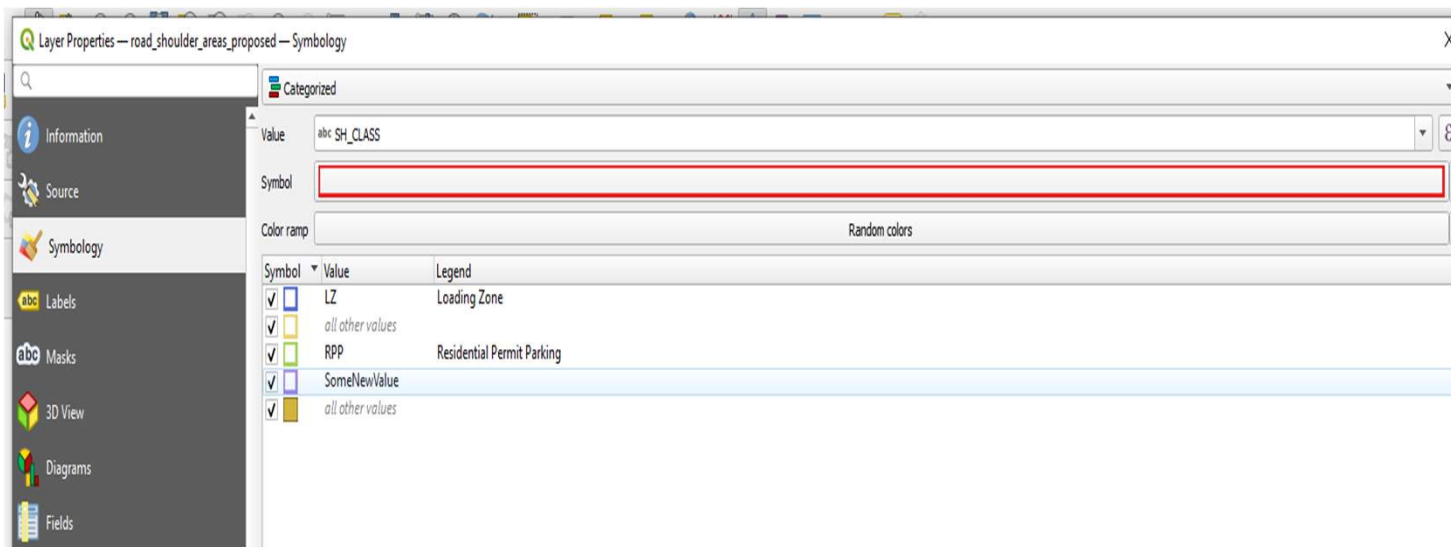 Layer Properties — road_shoulder_areas_proposed — Symbology
Categorized
Information
Value abc SH_CLASS ε
Source
Symbol
Symbology
Color ramp Random colors
Symbol Value Legend
LZ Loading Zone
abc Labels
all other values
abc Masks
RPP Residential Permit Parking
SomeNewValue
3D View
all other values
Diagrams
Fields